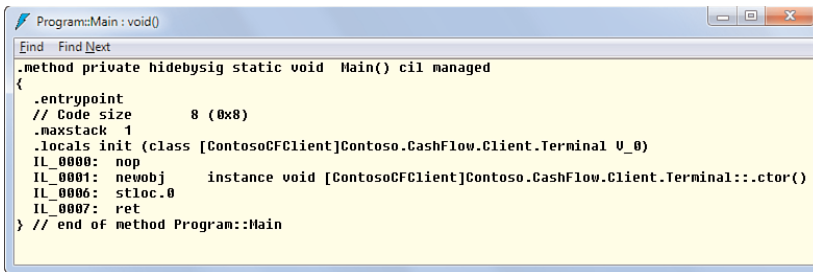 Program::Main : void()
Find Find Next
.method private hidebysig static void  Main() cil managed
{
  .entrypoint
  // Code size       8 (0x8)
  .maxstack  1
  .locals init (class [ContosoCFClient]Contoso.CashFlow.Client.Terminal V_0)
  IL_0000:  nop
  IL_0001:  newobj     instance void [ContosoCFClient]Contoso.CashFlow.Client.Terminal::.ctor()
  IL_0006:  stloc.0
  IL_0007:  ret
} // end of method Program::Main